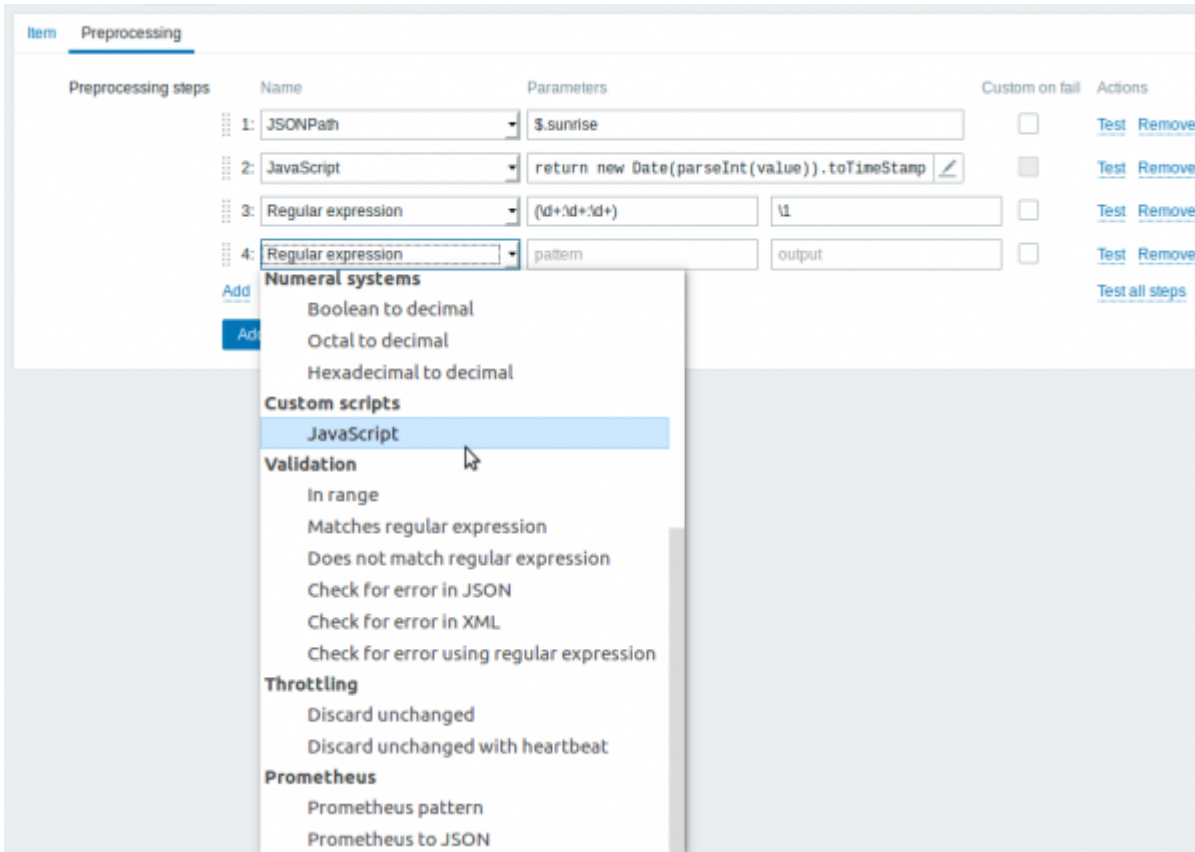 Item Preprocessing
Preprocessing steps Name Parameters Custom on fail Actions
1: JSONPath $.sunrise Test Remove
2: JavaScript return new Date(parseInt(value)).toTimeStamp Test Remove
3: Regular expression (\d+:\d+:\d+) \1 Test Remove
4: Regular expression pattern output Test Remove
Numeral systems
Add Test all steps
Boolean to decimal
Add
Octal to decimal
Hexadecimal to decimal
Custom scripts
JavaScript
Validation
In range
Matches regular expression
Does not match regular expression
Check for error in JSON
Check for error in XML
Check for error using regular expression
Throttling
Discard unchanged
Discard unchanged with heartbeat
Prometheus
Prometheus pattern
Prometheus to JSON